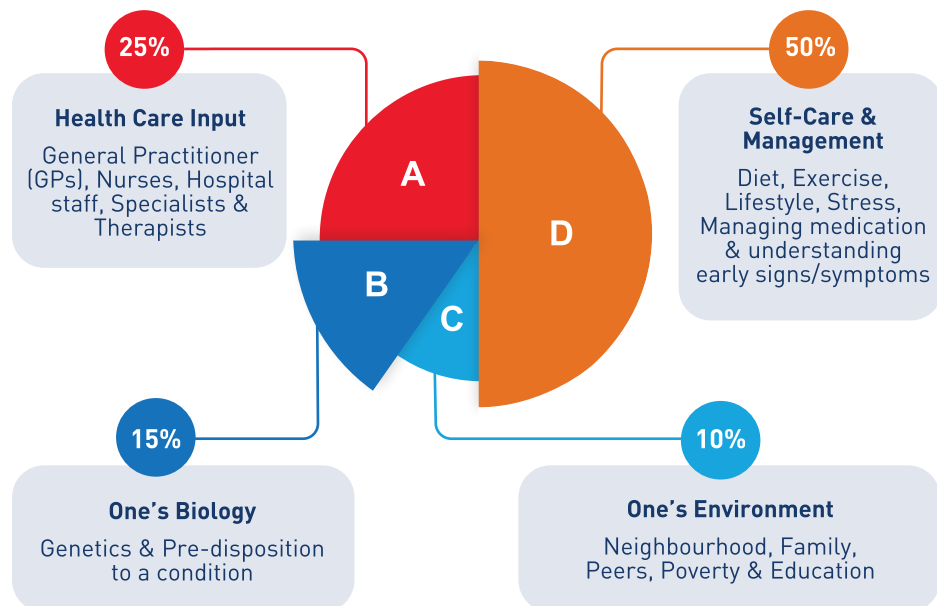 25%
Health Care Input
General Practitioner
(GPs), Nurses, Hospital
staff, Specialists &
Therapists
50%
Self-Care &
Management
Diet, Exercise,
Lifestyle, Stress,
Managing medication
& understanding
early signs/symptoms
A
B
C
D
15%
One’s Biology
Genetics & Pre-disposition
to a condition
10%
One’s Environment
Neighbourhood, Family,
Peers, Poverty & Education